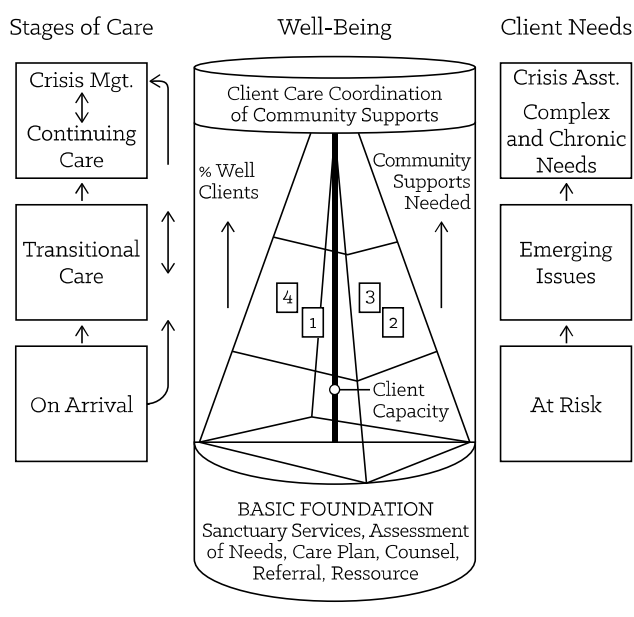 Stages of Care
Well-Being
Client Needs
Crisis Mgt.
Continuing
Care
Transitional
Care
On Arrival
Client Care Coordination
of Community Supports
% Well
Clients
Community
Supports
Needed
4
3
1
2
Client
Capacity
BASIC FOUNDATION
Sanctuary Services, Assessment
of Needs, Care Plan, Counsel,
Referral, Ressource
Crisis Asst.
Complex
and Chronic
Needs
Emerging
Issues
At Risk